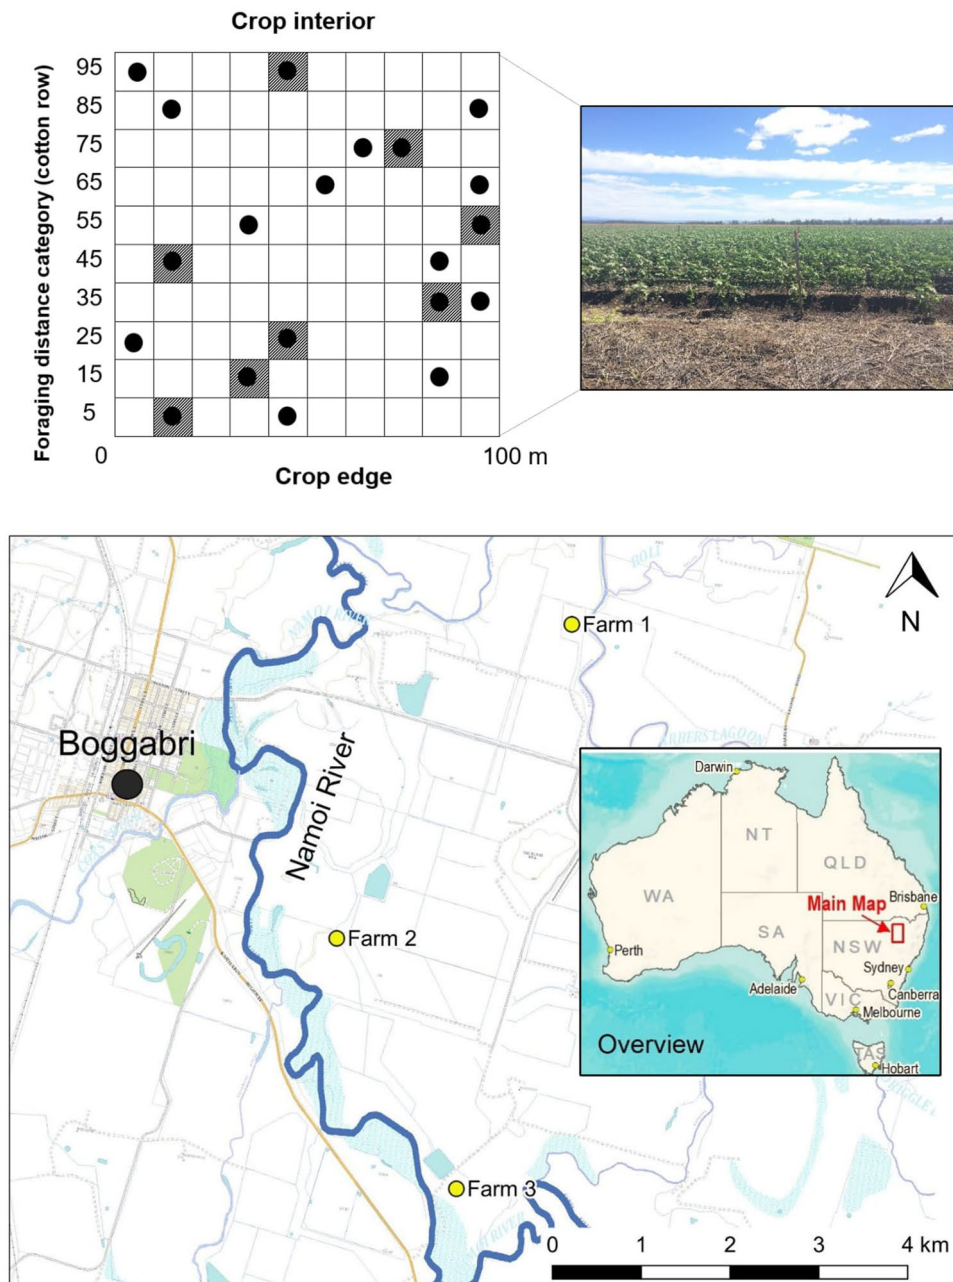 Crop interior
Foraging distance category (cotton row)
95
85
75
65
55
45
35
25
15
5
0
100 m
Crop edge
N
Farm 1
NAMOI RIVER
Boggabri
Namoi River
Farm 2
Farm 3
Darwin
NT
QLD
WA
Brisbane
Main Map
SA
NSW
Perth
Sydney
Adelaide
Canberra
VIC
Melbourne
Overview
TAS
Hobart
0
1
2
3
4 km